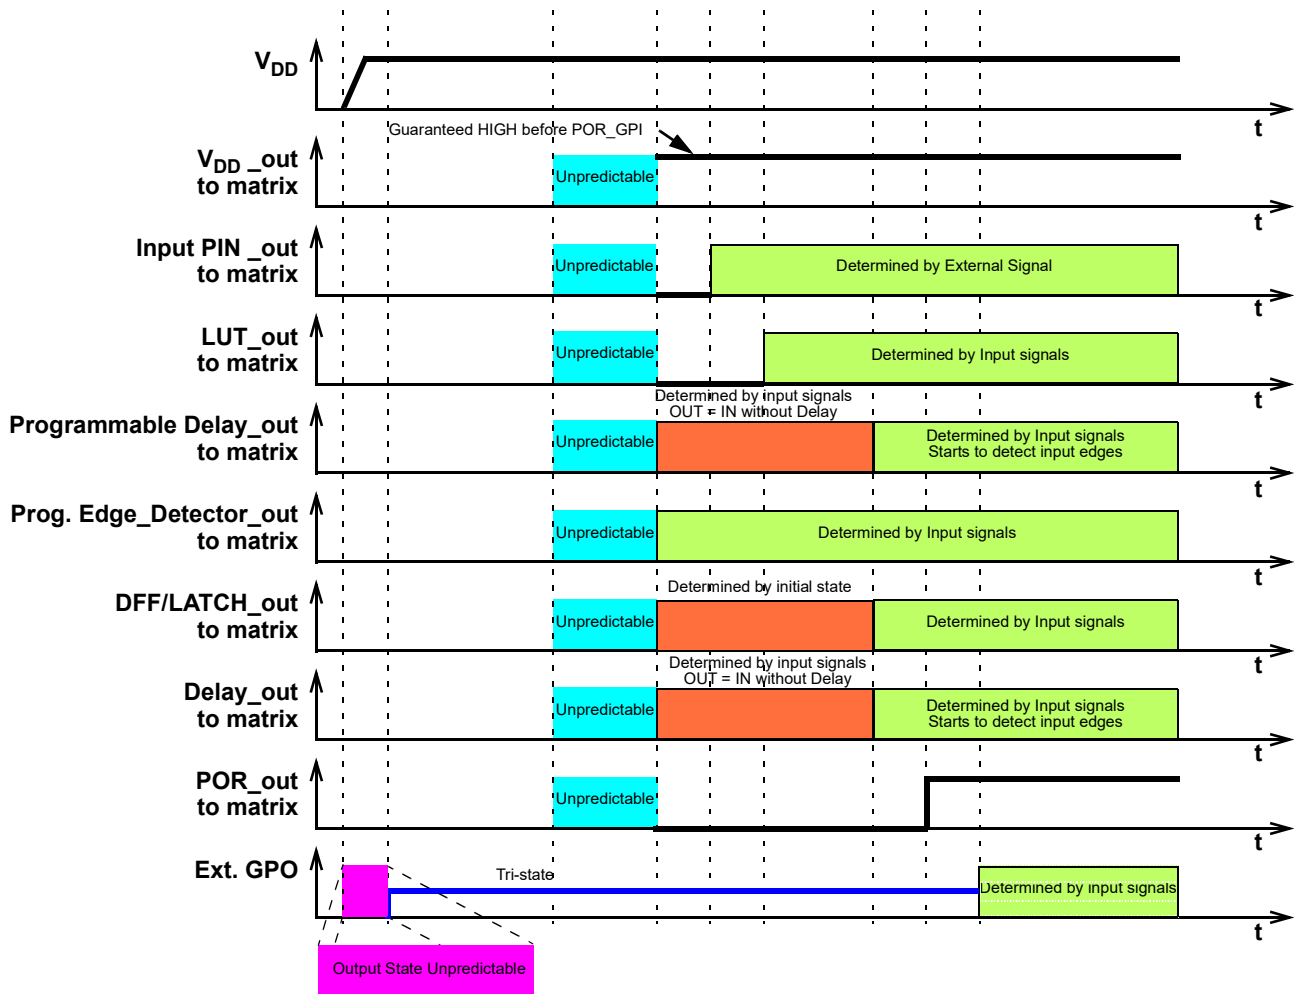 VDD
t
Guaranteed HIGH before POR_GPI
VDD _out
to matrix
Unpredictable
t
Input PIN _out
to matrix
Unpredictable
Determined by External Signal
t
LUT_out
to matrix
Unpredictable
Determined by Input signals
t
Determined by input signals
OUT = IN without Delay
Programmable Delay_out
to matrix
Unpredictable
Determined by Input signals
Starts to detect input edges
t
Prog. Edge_Detector_out
to matrix
Unpredictable
Determined by Input signals
t
Determined by initial state
DFF/LATCH_out
to matrix
Unpredictable
Determined by Input signals
t
Determined by input signals
OUT = IN without Delay
Delay_out
to matrix
Unpredictable
Determined by Input signals
Starts to detect input edges
t
POR_out
to matrix
Unpredictable
t
Ext. GPO
Tri-state
Determined by input signals
t
Output State Unpredictable